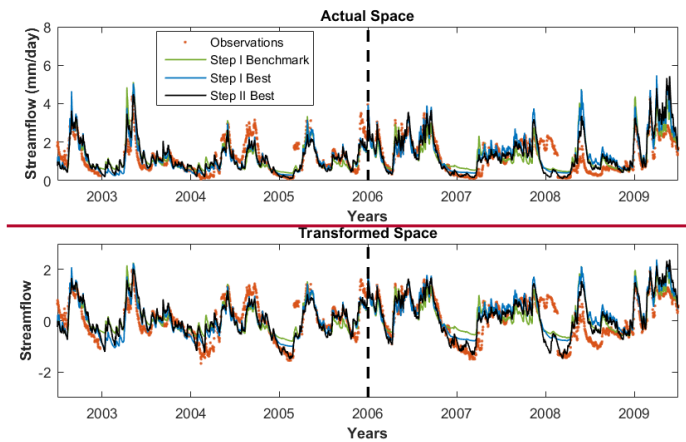 Actual Space
8
6
4
2
0
Streamflow (mm/day)
Observations
Step I Benchmark
Step I Best
Step II Best
2003 2004 2005 2006 2007 2008 2009
Years
Transformed Space
2
0
-2
Streamflow
2003 2004 2005 2006 2007 2008 2009
Years